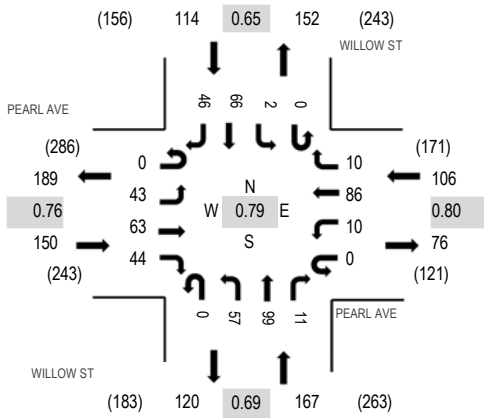 (156) 114 0.65 152 (243)
WILLOW ST
46 66 2 0
PEARL AVE
(286) 0 10 (171)
189 43 N 86 106
0.76 W 0.79 E 0.80
150 63 S 10 76
(243) 44 0 (121)
0 57 99 11
PEARL AVE
WILLOW ST
(183) 120 0.69 167 (263)